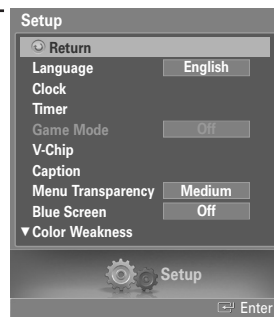 Setup
Return
Language English
Clock
Timer
Game Mode Off
V-Chip
Caption
Menu Transparency Medium
Blue Screen Off
▼Color Weakness
Setup
Enter